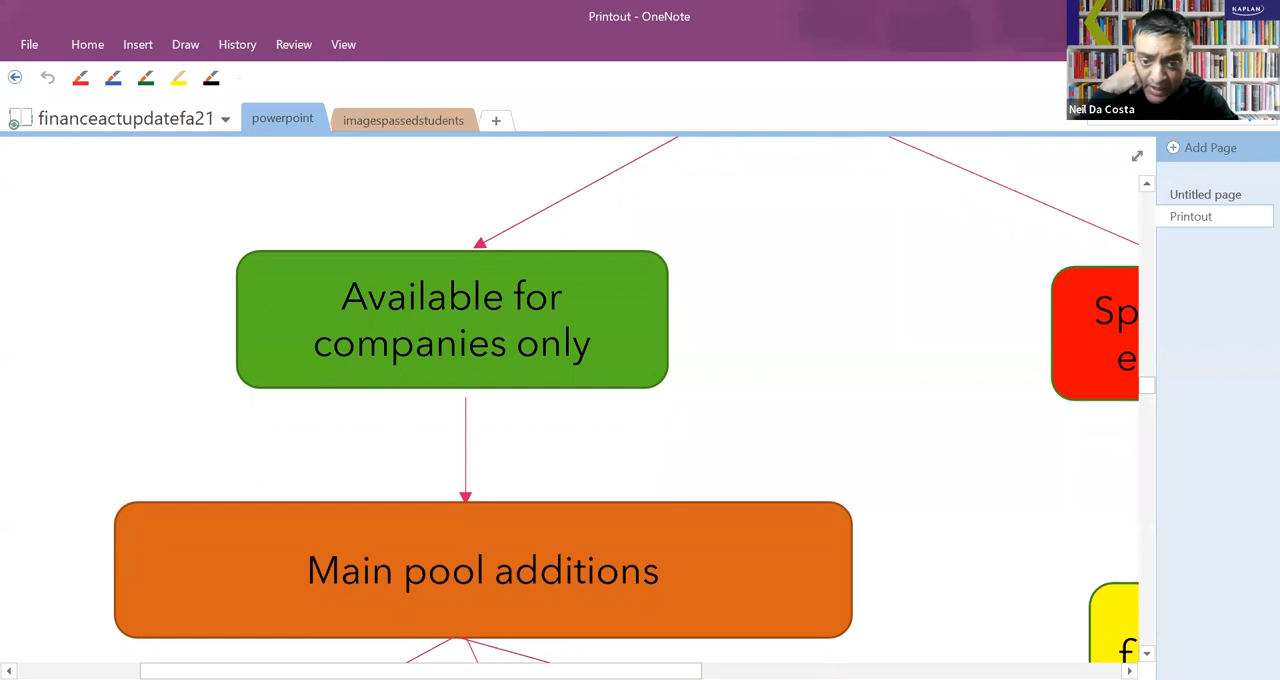 Printout - OneNote
KAPLAN
File Home Insert Draw History Review View
Neil Da Costa
financeactupdatefa21
powerpoint
imagespassedstudents
Add Page
Untitled page
Printout
Available for
companies only
Sp
e
Main pool additions
f